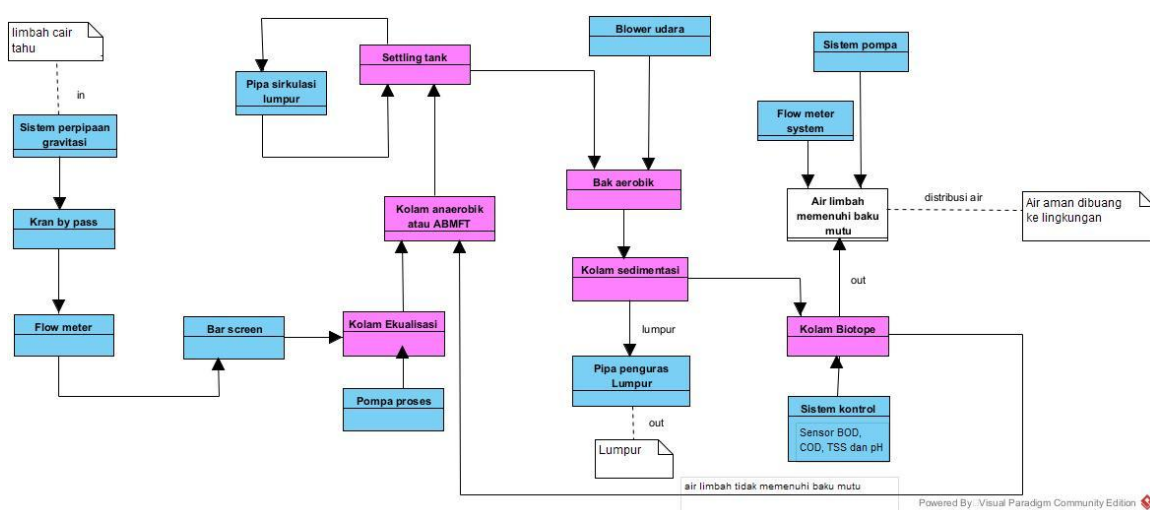 limbah cair
tahu
in
Sistem perpipaan
gravitasi
Kran by pass
Flow meter
Bar screen
Pipa sirkulasi
lumpur
Settling tank
Kolam anaerobik
atau ABMFT
Kolam Ekualisasi
Pompa proses
Blower udara
Bak aerobik
Kolam sedimentasi
lumpur
Pipa penguras
Lumpur
out
Lumpur
Sistem pompa
Flow meter
system
Air limbah
memenuhi baku
mutu
distribusi air
Air aman dibuang
ke lingkungan
out
Kolam Biotope
Sistem kontrol
Sensor BOD,
COD, TSS dan pH
air limbah tidak memenuhi baku mutu
Powered By Visual Paradigm Community Edition